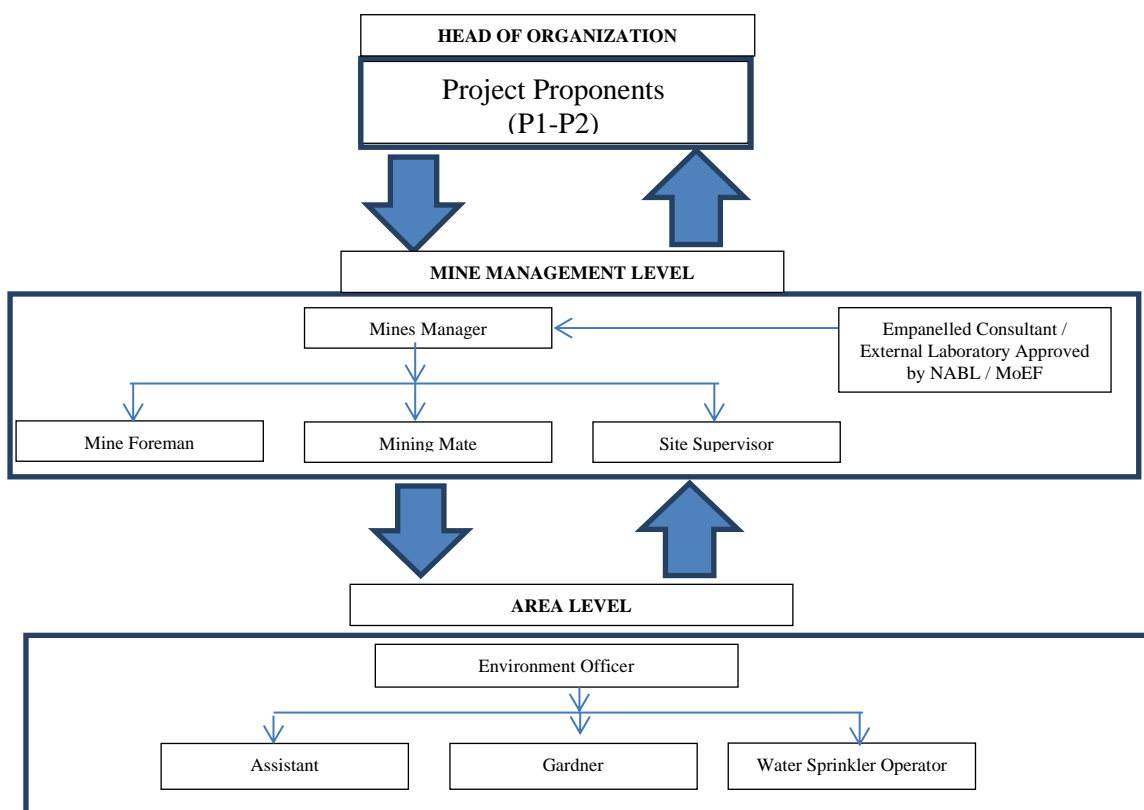 HEAD OF ORGANIZATION
Project Proponents
(P1-P2)
MINE MANAGEMENT LEVEL
Mines Manager
Empanelled Consultant /
External Laboratory Approved
by NABL / MoEF
Mine Foreman
Mining Mate
Site Supervisor
AREA LEVEL
Environment Officer
Assistant
Gardner
Water Sprinkler Operator